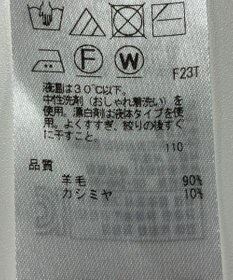 F W F23T
液温は30℃以下。
中性洗剤(おしゃれ着洗い)を
使用。漂白剤は液体タイプを使
用。よくすすぎ、絞りの後すぐ
に干すこと。
110
品質
羊毛 90%
カシミヤ 10%